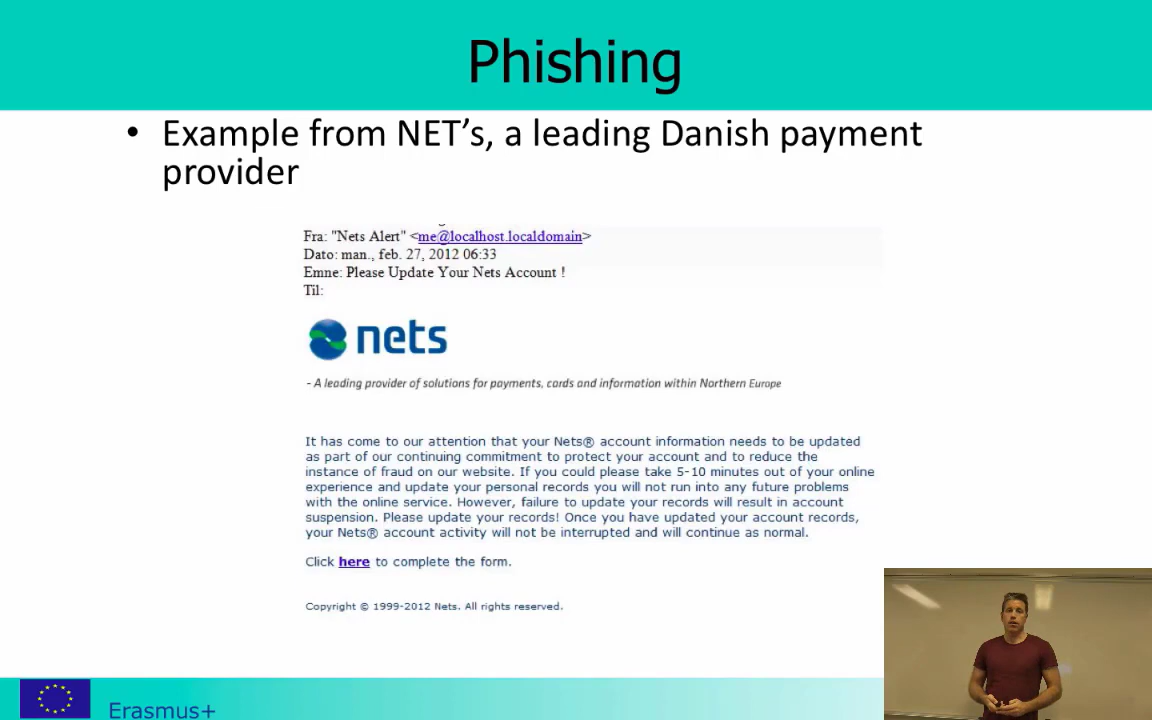 Phishing
• Example from NET’s, a leading Danish payment
provider
Fra: "Nets Alert" <me@localhost.localdomain>
Dato: man., feb. 27, 2012 06:33
Emne: Please Update Your Nets Account !
Til:
nets
- A leading provider of solutions for payments, cards and information within Northern Europe
It has come to our attention that your Nets® account information needs to be updated
as part of our continuing commitment to protect your account and to reduce the
instance of fraud on our website. If you could please take 5-10 minutes out of your online
experience and update your personal records you will not run into any future problems
with the online service. However, failure to update your records will result in account
suspension. Please update your records! Once you have updated your account records,
your Nets® account activity will not be interrupted and will continue as normal.
Click here to complete the form.
Copyright © 1999-2012 Nets. All rights reserved.
Erasmus+